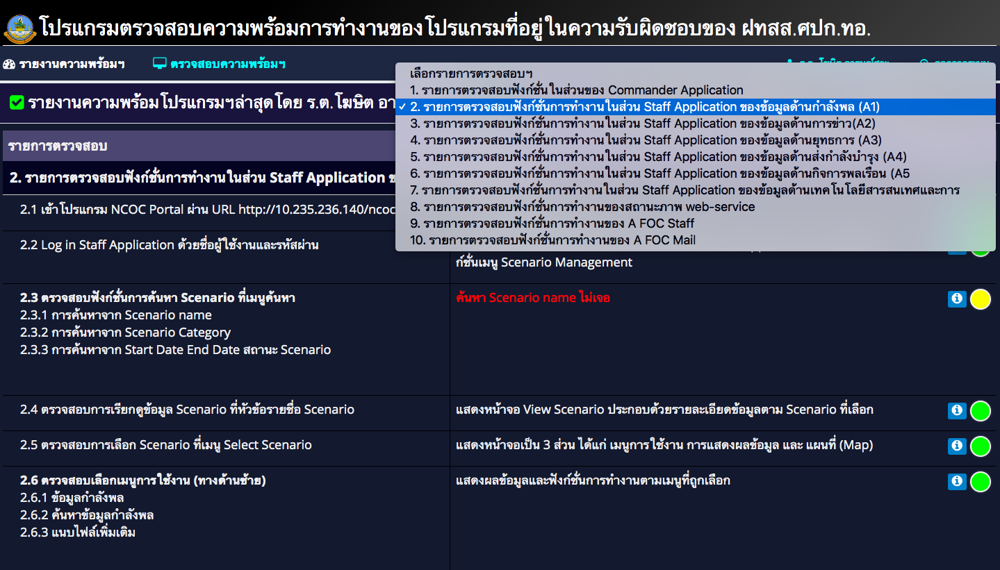 โปรแกรมตรวจสอบความพร้อมการทำงานของโปรแกรมที่อยู่ในความรับผิดชอบของ ฝทสส.ศปก.ทอ.
รายงานความพร้อมฯ
ตรวจสอบความพร้อมฯ
รายงานความพร้อมโปรแกรมฯล่าสุดโดย ร.ต.โฆษิต
เลือกรายการตรวจสอบฯ
1. รายการตรวจสอบฟังก์ชั่นในส่วนของ Commander Application
✓ 2. รายการตรวจสอบฟังก์ชั่นการทำงานในส่วน Staff Application ของข้อมูลด้านกำลังพล (A1)
3. รายการตรวจสอบฟังก์ชั่นการทำงานในส่วน Staff Application ของข้อมูลด้านการข่าว(A2)
4. รายการตรวจสอบฟังก์ชั่นการทำงานในส่วน Staff Application ของข้อมูลด้านยุทธการ (A3)
5. รายการตรวจสอบฟังก์ชั่นการทำงานในส่วน Staff Application ของข้อมูลด้านส่งกำลังบำรุง (A4)
6. รายการตรวจสอบฟังก์ชั่นการทำงานในส่วน Staff Application ของข้อมูลด้านกิจการพลเรือน (A5
7. รายการตรวจสอบฟังก์ชั่นการทำงานในส่วน Staff Application ของข้อมูลด้านเทคโนโลยีสารสนเทศและการ
8. รายการตรวจสอบฟังก์ชั่นการทำงานของสถานะภาพ web-service
9. รายการตรวจสอบฟังก์ชั่นการทำงานของ A FOC Staff
10. รายการตรวจสอบฟังก์ชั่นการทำงานของ A FOC Mail
รายการตรวจสอบ
2. รายการตรวจสอบฟังก์ชั่นการทำงานในส่วน Staff Application
2.1 เข้าโปรแกรม NCOC Portal ผ่าน URL http://10.235.236.140/ncoc
2.2 Log in Staff Application ด้วยชื่อผู้ใช้งานและรหัสผ่าน
ก์ชั่นเมนู Scenario Management
2.3 ตรวจสอบฟังก์ชั่นการค้นหา Scenario ที่เมนูค้นหา
2.3.1 การค้นหาจาก Scenario name
2.3.2 การค้นหาจาก Scenario Category
2.3.3 การค้นหาจาก Start Date End Date สถานะ Scenario
ค้นหา Scenario name ไม่เจอ
2.4 ตรวจสอบการเรียกดูข้อมูล Scenario ที่หัวข้อรายชื่อ Scenario
แสดงหน้าจอ View Scenario ประกอบด้วยรายละเอียดข้อมูลตาม Scenario ที่เลือก
2.5 ตรวจสอบการเลือก Scenario ที่เมนู Select Scenario
แสดงหน้าจอเป็น 3 ส่วน ได้แก่ เมนูการใช้งาน การแสดงผลข้อมูล และ แผนที่ (Map)
2.6 ตรวจสอบเลือกเมนูการใช้งาน (ทางด้านซ้าย)
2.6.1 ข้อมูลกำลังพล
2.6.2 ค้นหาข้อมูลกำลังพล
2.6.3 แนบไฟล์เพิ่มเติม
แสดงผลข้อมูลและฟังก์ชั่นการทำงานตามเมนูที่ถูกเลือก